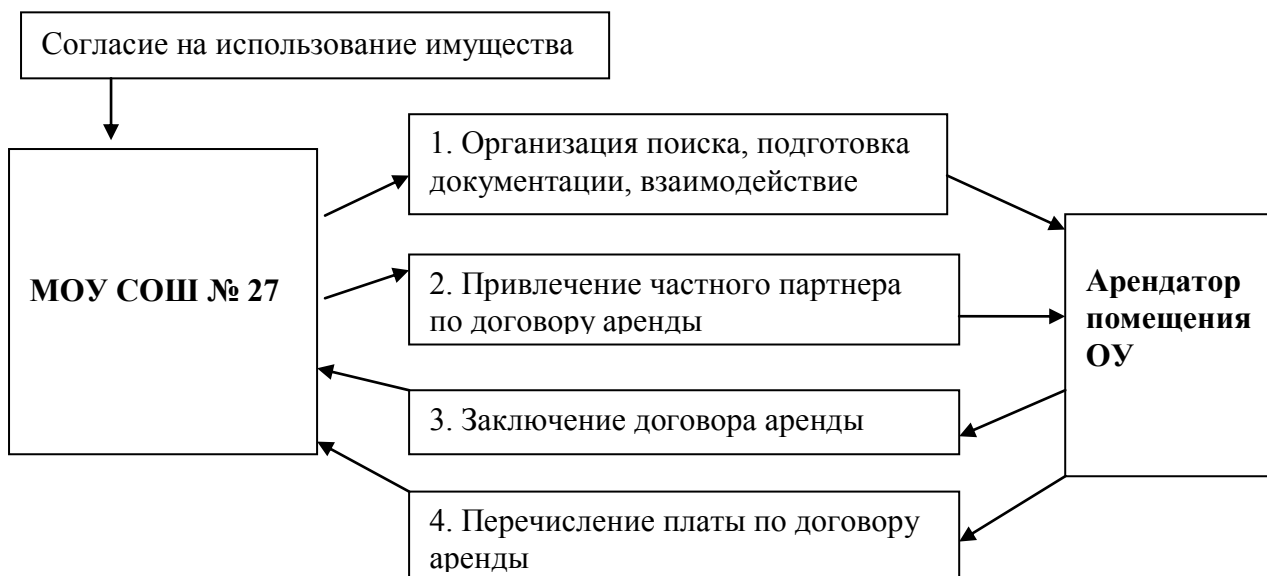 Согласие на использование имущества
1. Организация поиска, подготовка
документации, взаимодействие
МОУ СОШ № 27
2. Привлечение частного партнера
по договору аренды
Арендатор
помещения
ОУ
3. Заключение договора аренды
4. Перечисление платы по договору
аренды